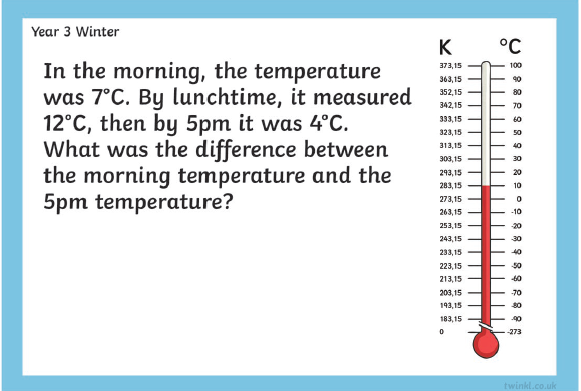 Year 3 Winter
In the morning, the temperature
was 7°C. By lunchtime, it measured
12°C, then by 5pm it was 4°C.
What was the difference between
the morning temperature and the
5pm temperature?
K °C
373,15 100
363,15 90
352,15 80
342,15 70
333,15 60
323,15 50
313,15 40
303,15 30
293,15 20
283,15 10
273,15 0
263,15 -10
253,15 -20
243,15 -30
233,15 -40
223,15 -50
213,15 -60
203,15 -70
193,15 -80
183,15 -90
0 -273
twinkl.co.uk